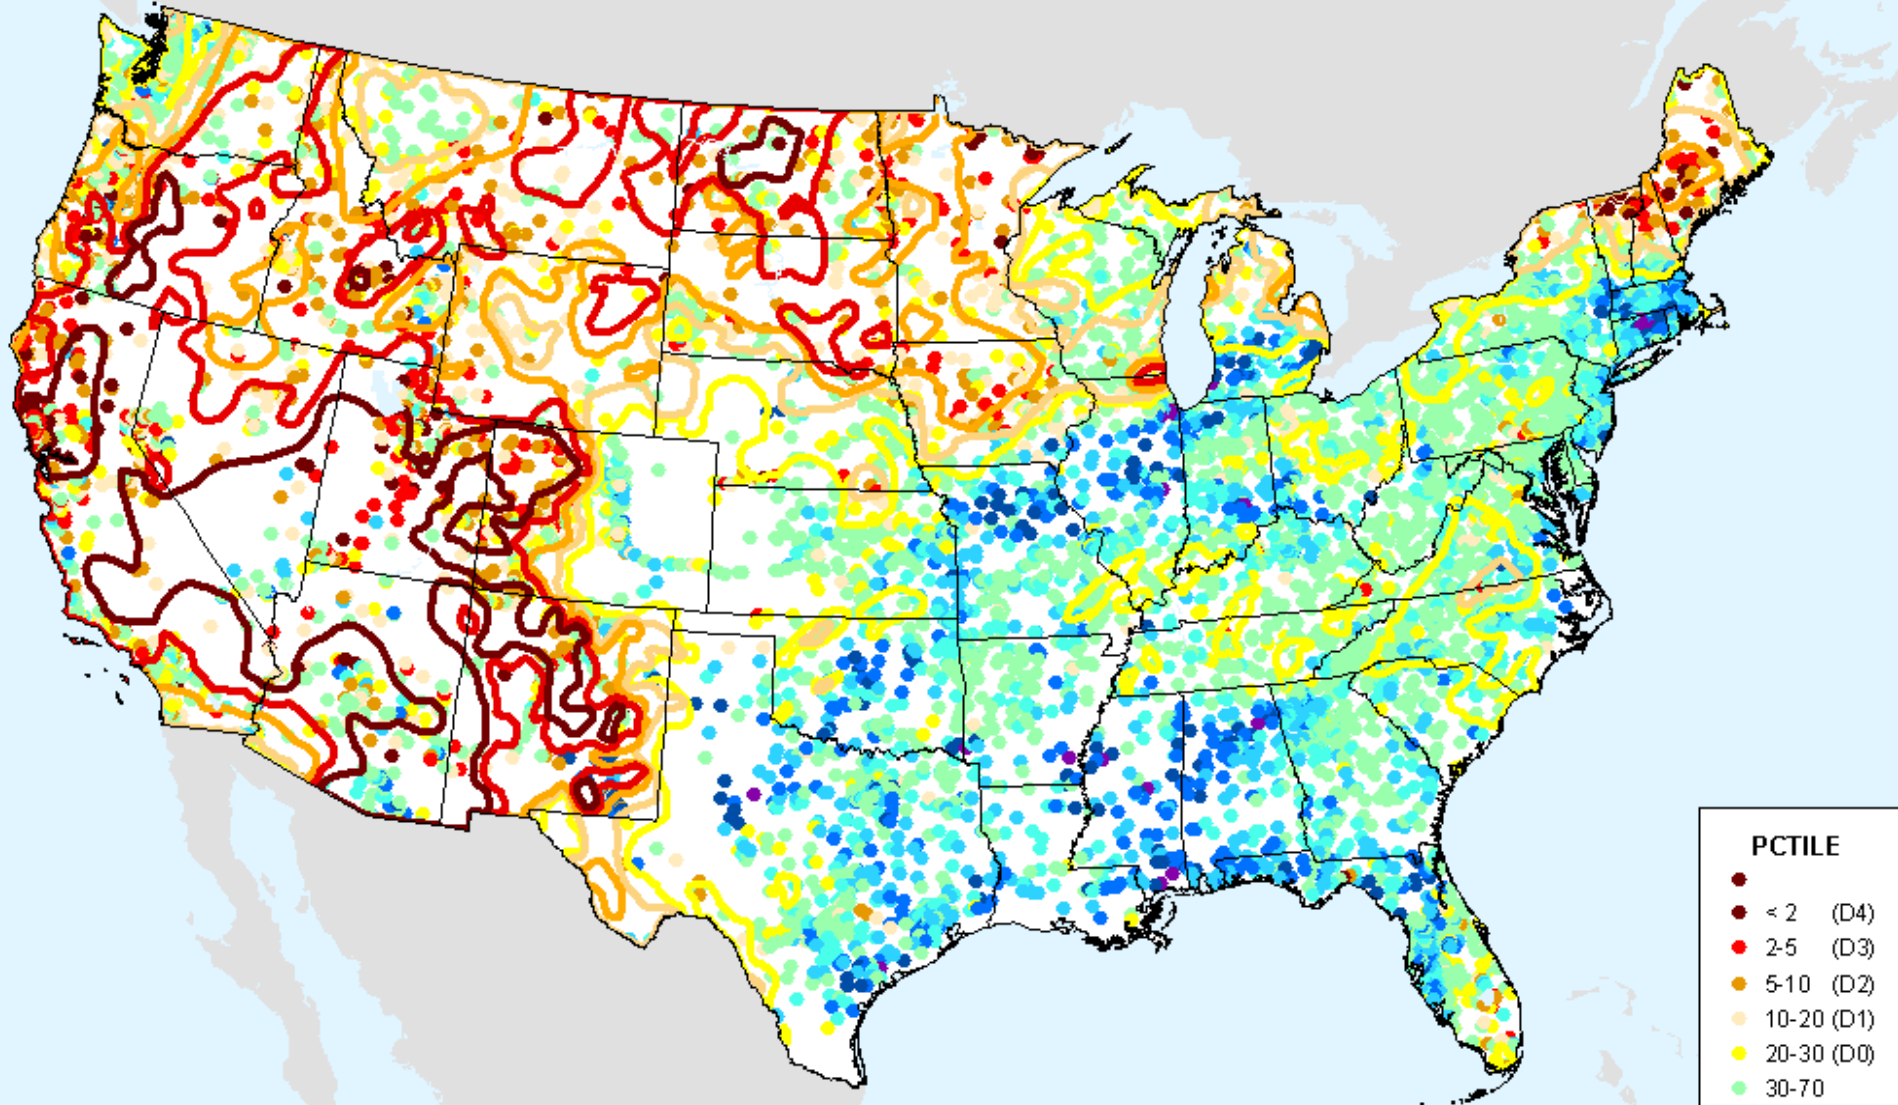 PCTILE
< 2 (D4)
2-5 (D3)
5-10 (D2)
10-20 (D1)
20-30 (D0)
30-70